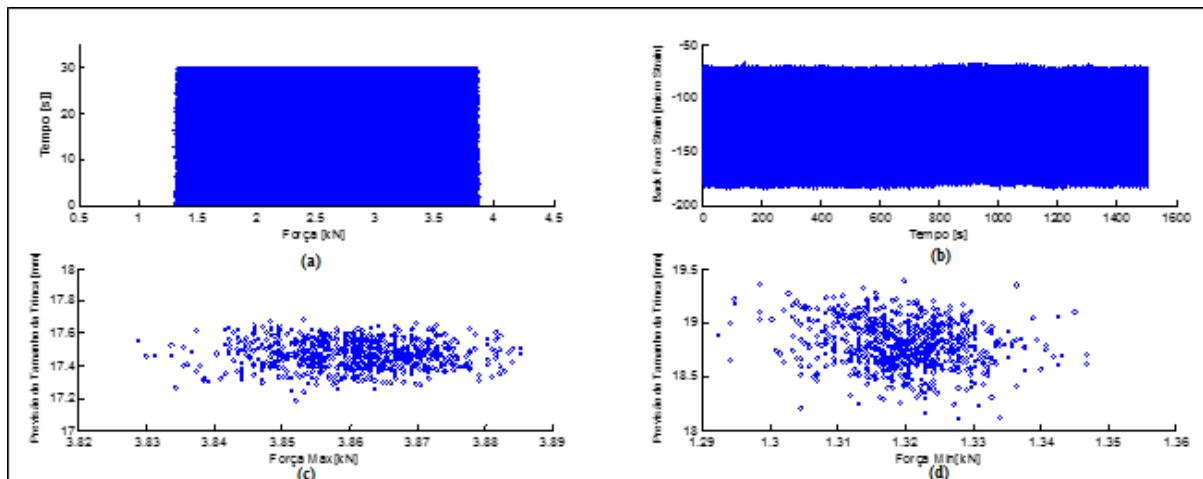 Tempo [s]]
30
20
10
0
0.5 1 1.5 2 2.5 3 3.5 4 4.5
Força [kN]
(a)
Back Face Strain [micro Strain]
-50
-100
-150
-200
0 200 400 600 800 1000 1200 1400 1600
Tempo [s]
(b)
Previsão do Tamanho da Trinca [mm]
18
17.8
17.6
17.4
17.2
17
3.82 3.83 3.84 3.85 3.86 3.87 3.88 3.89
Força Max [kN]
(c)
Previsão do Tamanho da Trinca [mm]
19.5
19
18.5
18
1.29 1.3 1.31 1.32 1.33 1.34 1.35 1.36
Força Min [kN]
(d)